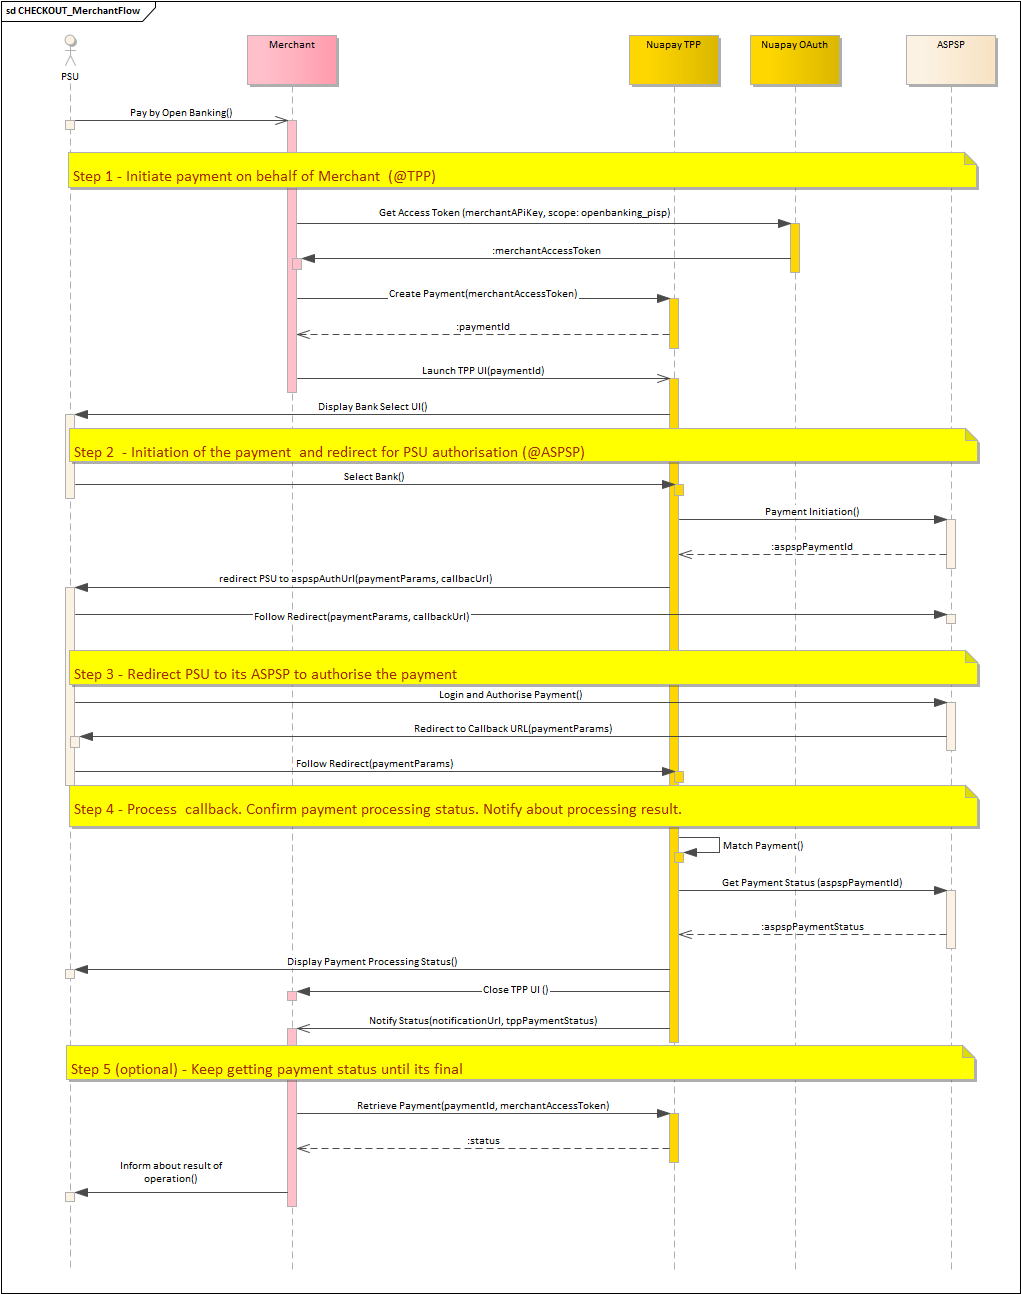 sd CHECKOUT_MerchantFlow
PSU
Merchant
Nuapay TPP
Nuapay OAuth
ASPSP
Pay by Open Banking()
Step 1 - Initiate payment on behalf of Merchant  (@TPP)
Get Access Token (merchantAPiKey, scope: openbanking_pisp)
:merchantAccessToken
Create Payment(merchantAccessToken)
:paymentId
Launch TPP UI(paymentId)
Display Bank Select UI()
Step 2  - Initiation of the payment  and redirect for PSU authorisation (@ASPSP)
Select Bank()
Payment Initiation()
:aspspPaymentId
redirect PSU to aspspAuthUrl(paymentParams, callbacUrl)
Follow Redirect(paymentParams, callbackUrl)
Step 3 - Redirect PSU to its ASPSP to authorise the payment
Login and Authorise Payment()
Redirect to Callback URL(paymentParams)
Follow Redirect(paymentParams)
Step 4 - Process  callback. Confirm payment processing status. Notify about processing result.
Match Payment()
Get Payment Status (aspspPaymentId)
:aspspPaymentStatus
Display Payment Processing Status()
Close TPP UI ()
Notify Status(notificationUrl, tppPaymentStatus)
Step 5 (optional) - Keep getting payment status until its final
Retrieve Payment(paymentId, merchantAccessToken)
:status
Inform about result of
operation()